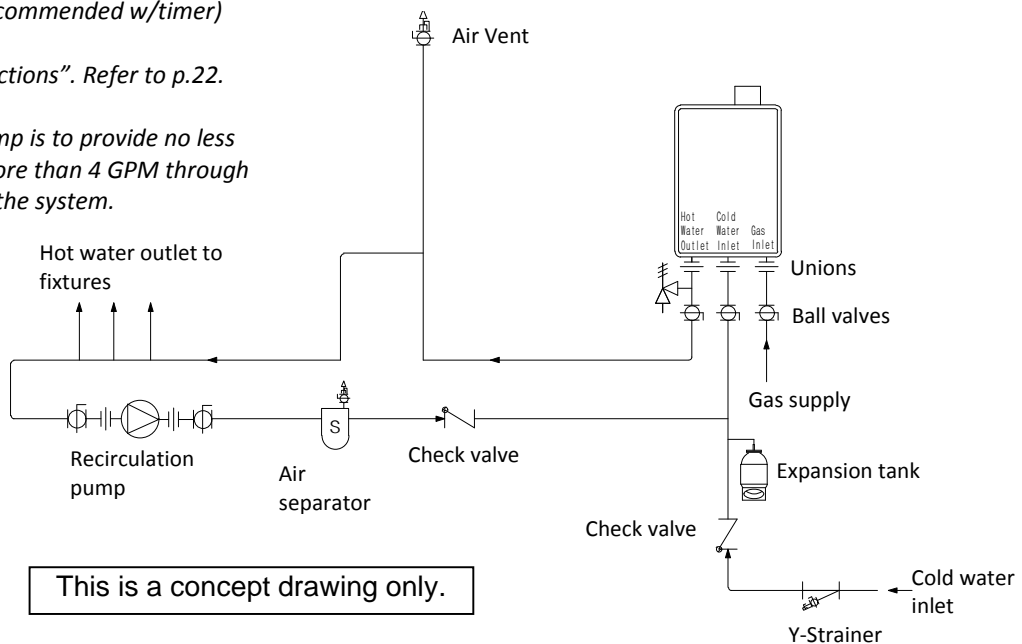 commended w/timer)
ctions”. Refer to p.22.
mp is to provide no less
ore than 4 GPM through
the system.
Air Vent
Hot water outlet to
fixtures
Hot Cold
Water Water Gas
Outlet Inlet Inlet
Unions
Ball valves
Gas supply
Recirculation
pump
S
Air
separator
Check valve
Expansion tank
Check valve
This is a concept drawing only.
Cold water
inlet
Y-Strainer